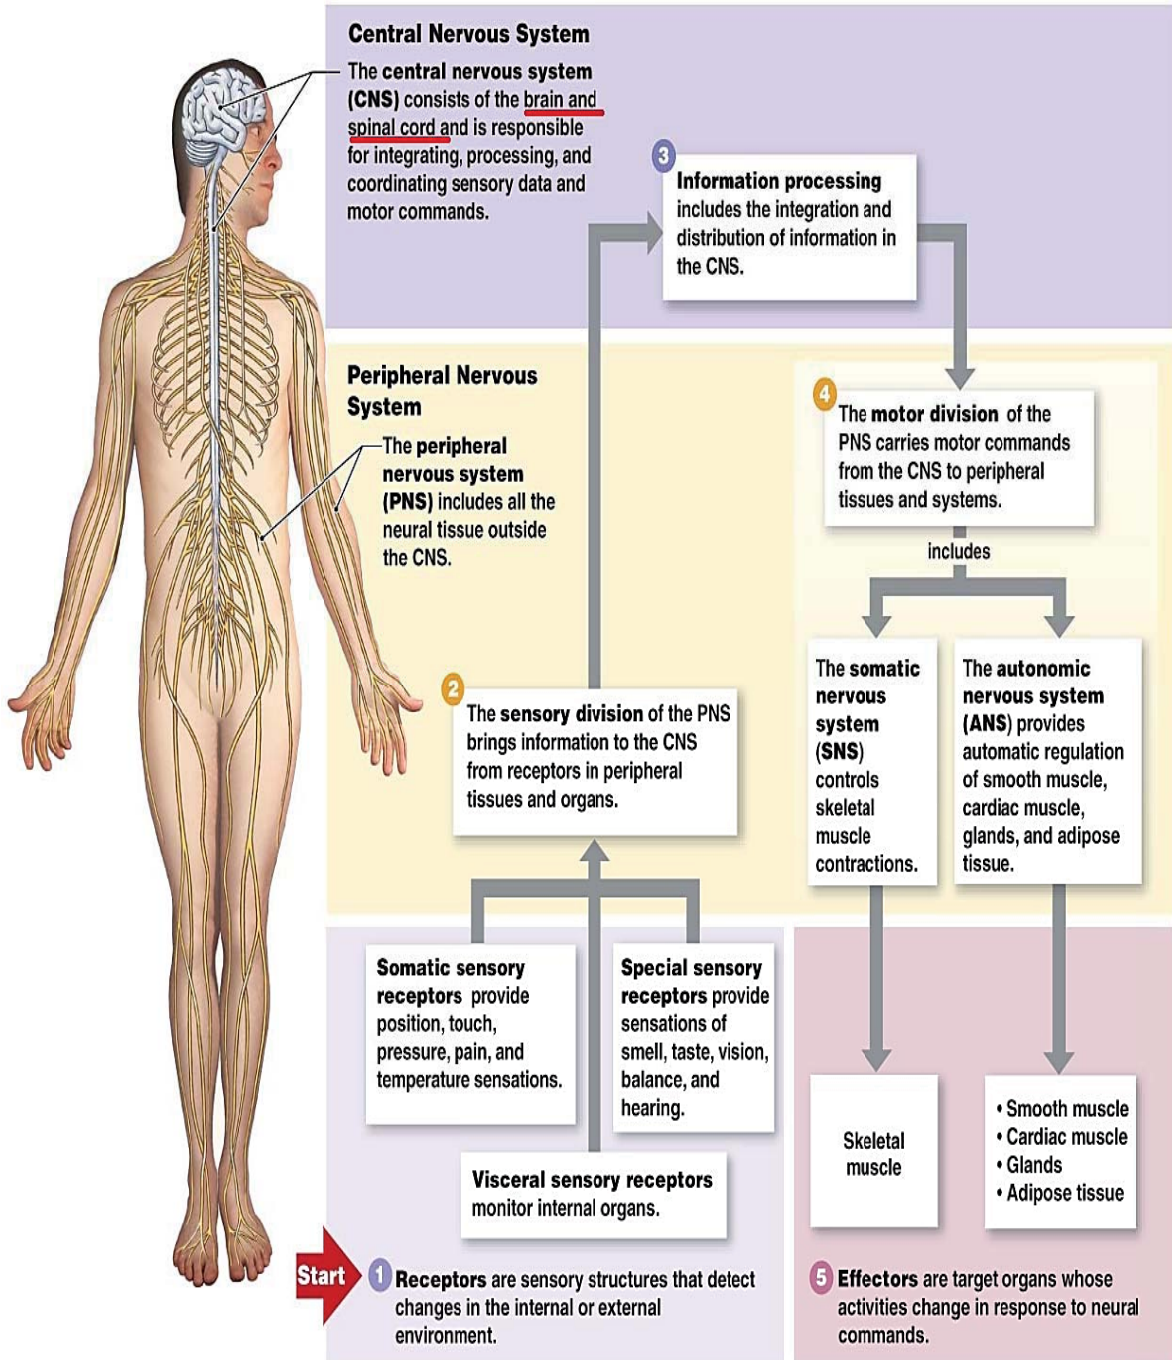 Central Nervous System
The central nervous system
(CNS) consists of the brain and
spinal cord and is responsible
for integrating, processing, and
coordinating sensory data and
motor commands.
3
Information processing
includes the integration and
distribution of information in
the CNS.
Peripheral Nervous
System
The peripheral
nervous system
(PNS) includes all the
neural tissue outside
the CNS.
4
The motor division of the
PNS carries motor commands
from the CNS to peripheral
tissues and systems.
includes
The somatic
nervous
system
(SNS)
controls
skeletal
muscle
contractions.
The autonomic
nervous system
(ANS) provides
automatic regulation
of smooth muscle,
cardiac muscle,
glands, and adipose
tissue.
2
The sensory division of the PNS
brings information to the CNS
from receptors in peripheral
tissues and organs.
Somatic sensory
receptors provide
position, touch,
pressure, pain, and
temperature sensations.
Special sensory
receptors provide
sensations of
smell, taste, vision,
balance, and
hearing.
Visceral sensory receptors
monitor internal organs.
Skeletal
muscle
• Smooth muscle
• Cardiac muscle
• Glands
• Adipose tissue
Start
1 Receptors are sensory structures that detect
changes in the internal or external
environment.
5 Effectors are target organs whose
activities change in response to neural
commands.